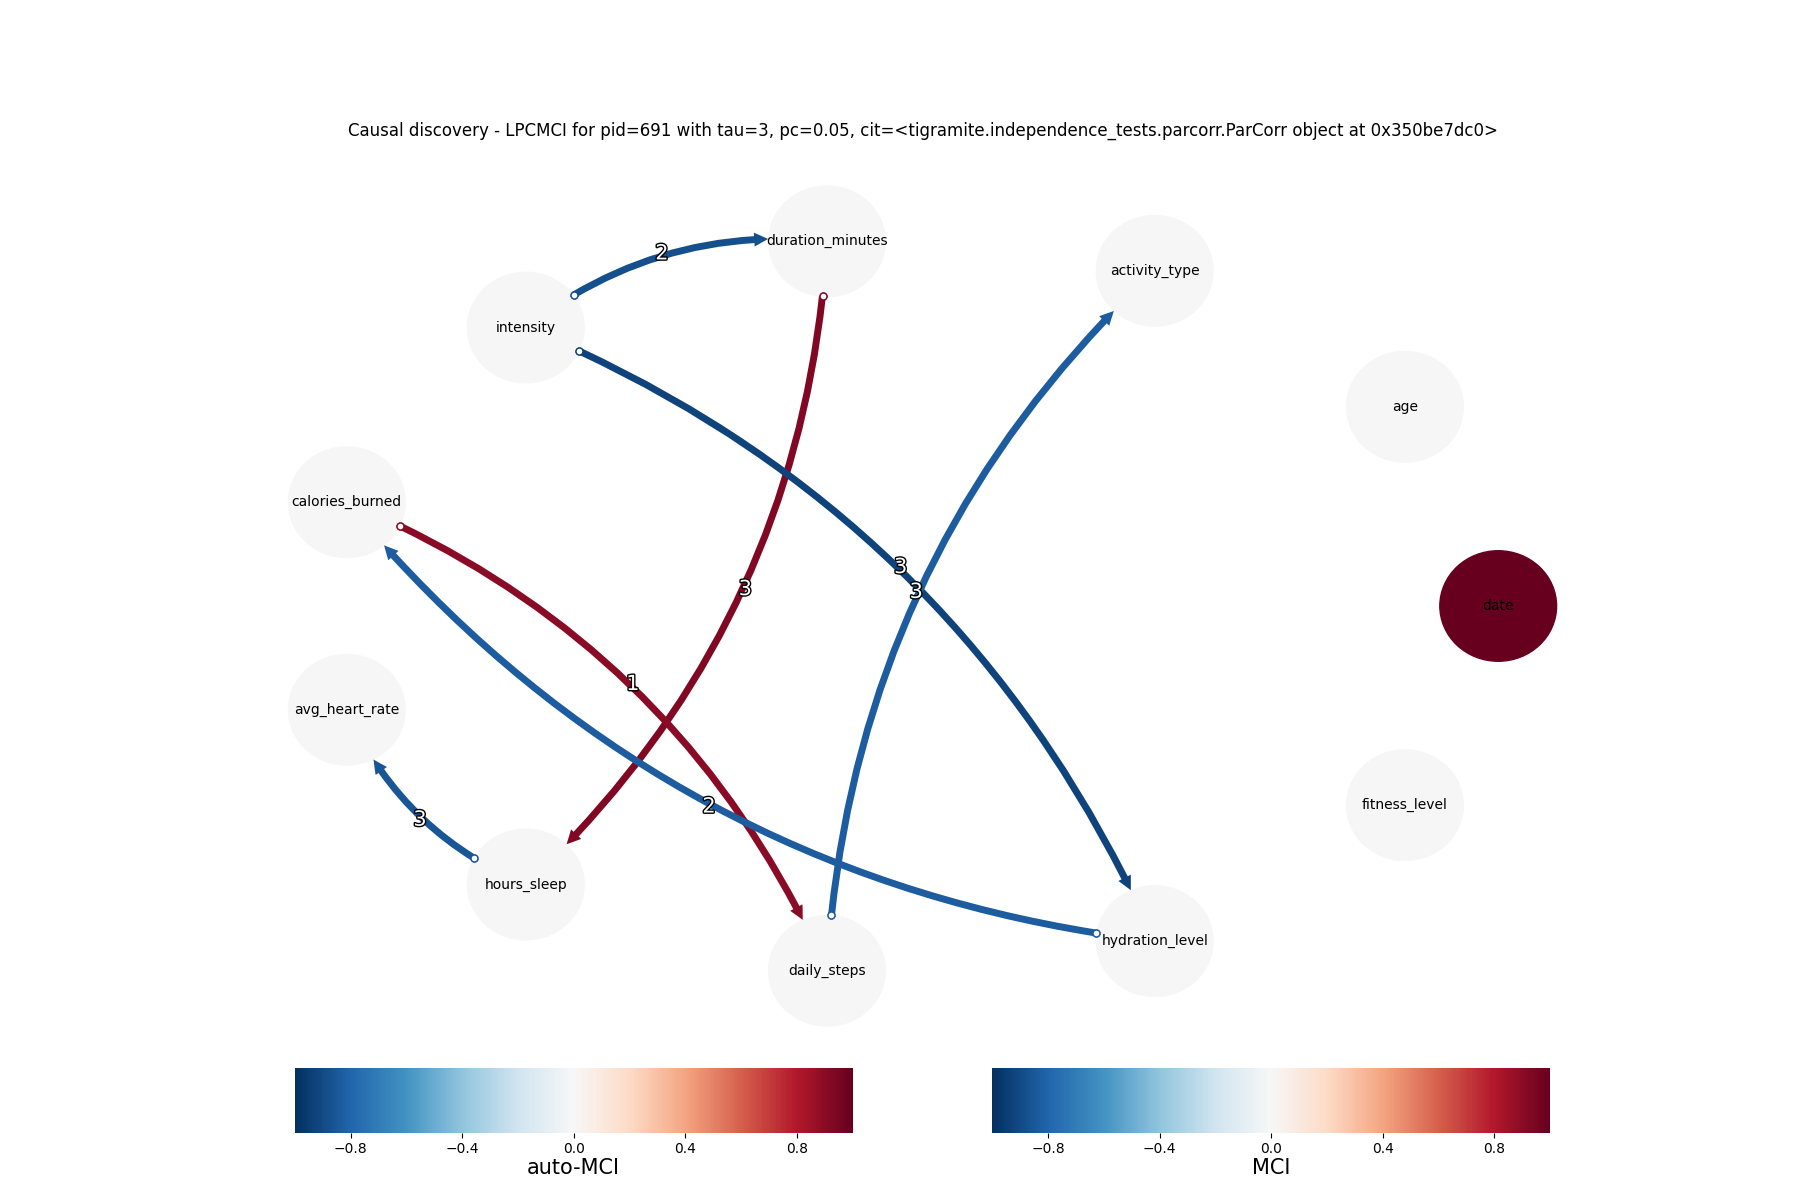 Causal discovery - LPCMCI for pid=691 with tau=3, pc=0.05, cit=<tigramite.independence_tests.parcorr.ParCorr object at 0x350be7dc0>
duration_minutes
2
activity_type
intensity
age
calories_burned
3
3
3
date
1
avg_heart_rate
2
fitness_level
3
hours_sleep
hydration_level
daily_steps
−0.8 −0.4 0.0 0.4 0.8
auto-MCI
−0.8 −0.4 0.0 0.4 0.8
MCI